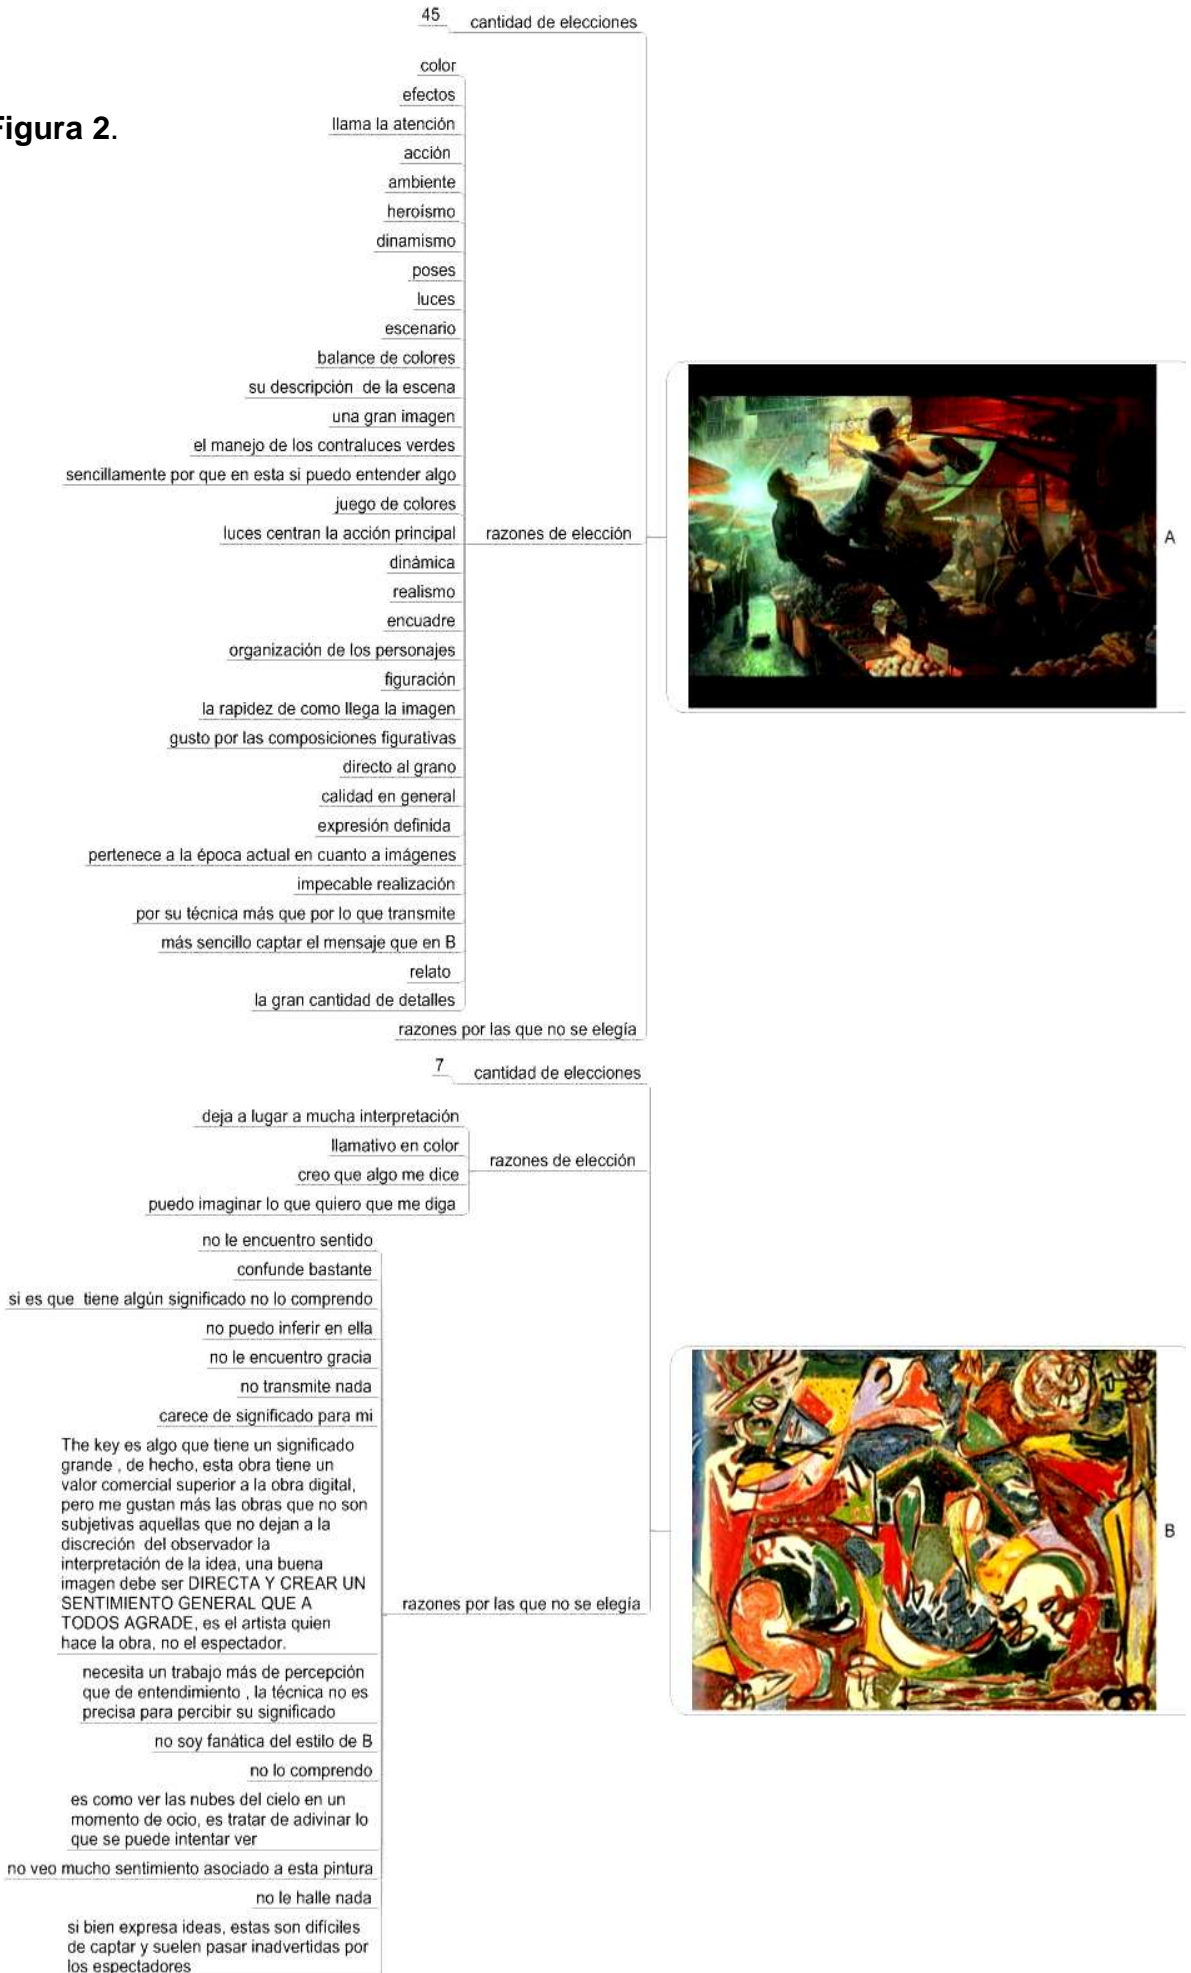 45
cantidad de elecciones
Figura 2.
color
efectos
llama la atención
acción
ambiente
heroísmo
dinamismo
poses
luces
escenario
balance de colores
su descripción de la escena
una gran imagen
el manejo de los contraluces verdes
sencillamente por que en esta si puedo entender algo
juego de colores
luces centran la acción principal
dinámica
realismo
encuadre
organización de los personajes
figuración
la rapidez de como llega la imagen
gusto por las composiciones figurativas
directo al grano
calidad en general
expresión definida
pertenece a la época actual en cuanto a imágenes
impecable realización
por su técnica más que por lo que transmite
más sencillo captar el mensaje que en B
relato
la gran cantidad de detalles
razones de elección
A
razones por las que no se elegía
7
cantidad de elecciones
deja a lugar a mucha interpretación
llamativo en color
creo que algo me dice
puedo imaginar lo que quiero que me diga
razones de elección
no le encuentro sentido
confunde bastante
si es que tiene algún significado no lo comprendo
no puedo inferir en ella
no le encuentro gracia
no transmite nada
carece de significado para mi
The key es algo que tiene un significado
grande , de hecho, esta obra tiene un
valor comercial superior a la obra digital,
pero me gustan más las obras que no son
subjetivas aquellas que no dejan a la
discreción del observador la
interpretación de la idea, una buena
imagen debe ser DIRECTA Y CREAR UN
SENTIMIENTO GENERAL QUE A
TODOS AGRADE, es el artista quien
hace la obra, no el espectador.
necesita un trabajo más de percepción
que de entendimiento , la técnica no es
precisa para percibir su significado
no soy fanática del estilo de B
no lo comprendo
es como ver las nubes del cielo en un
momento de ocio, es tratar de adivinar lo
que se puede intentar ver
no veo mucho sentimiento asociado a esta pintura
no le halle nada
si bien expresa ideas, estas son difíciles
de captar y suelen pasar inadvertidas por
los espectadores
razones por las que no se elegía
B